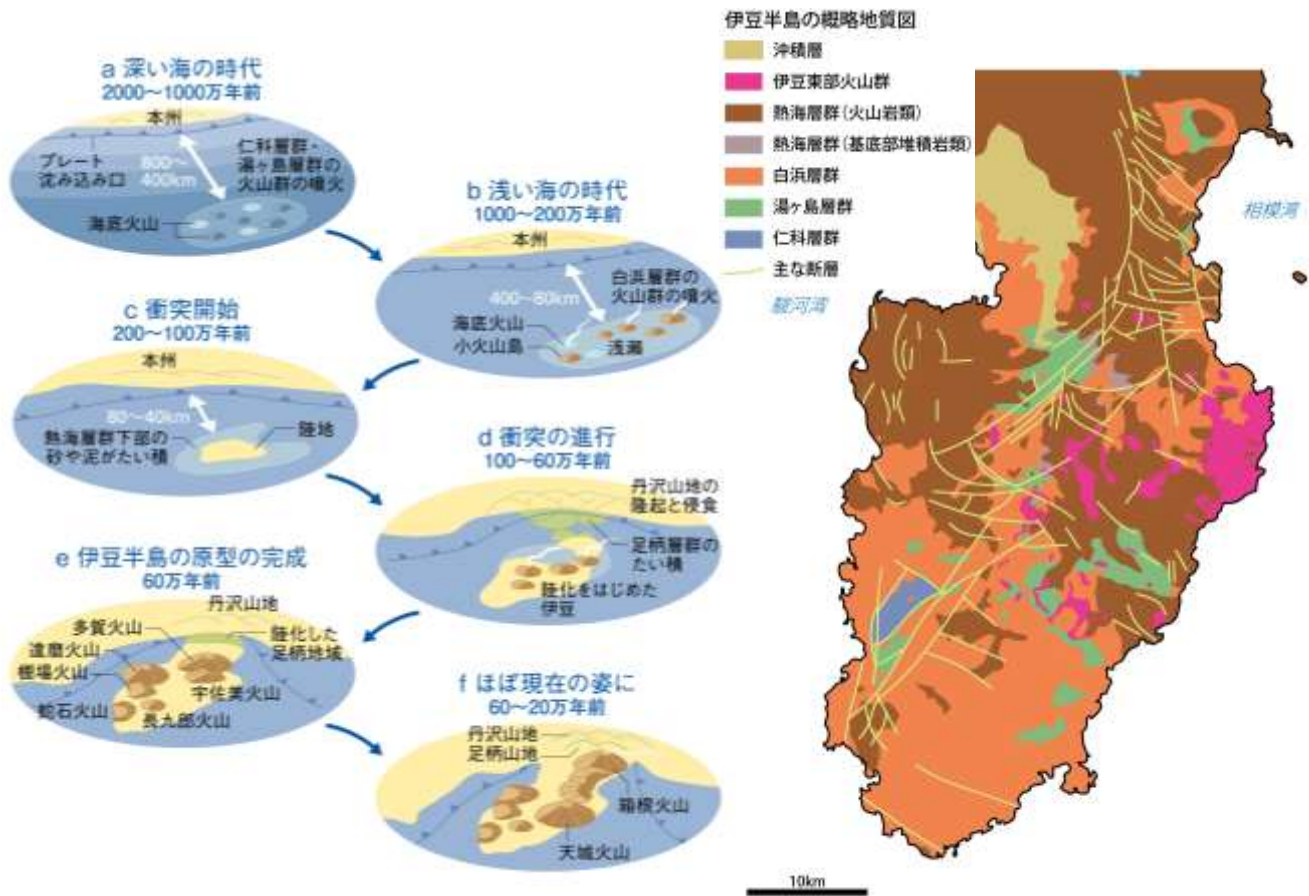 a 深い海の時代
2000〜1000万年前
本州
プレート
沈み込み口
800〜
400km
仁科層群・
湯ヶ島層群の
火山群の噴火
海底火山
b 浅い海の時代
1000〜200万年前
本州
400〜80km
白浜層群の
火山群の噴火
海底火山
小火山島
浅瀬
c 衝突開始
200〜100万年前
本州
80〜40km
熱海層群下部の
砂や泥がたい積
陸地
d 衝突の進行
100〜60万年前
丹沢山地の
隆起と侵食
足柄層群の
たい積
陸化をはじめた
伊豆
e 伊豆半島の原型の完成
60万年前
丹沢山地
多賀火山
達磨火山
棚場火山
陸化した
足柄地域
宇佐美火山
蛇石火山
長九郎火山
f ほぼ現在の姿に
60〜20万年前
丹沢山地
足柄山地
箱根火山
天城火山
伊豆半島の概略地質図
沖積層
伊豆東部火山群
熱海層群(火山岩類)
熱海層群(基底部堆積岩類)
白浜層群
湯ヶ島層群
仁科層群
主な断層
駿河湾
相模湾
10km